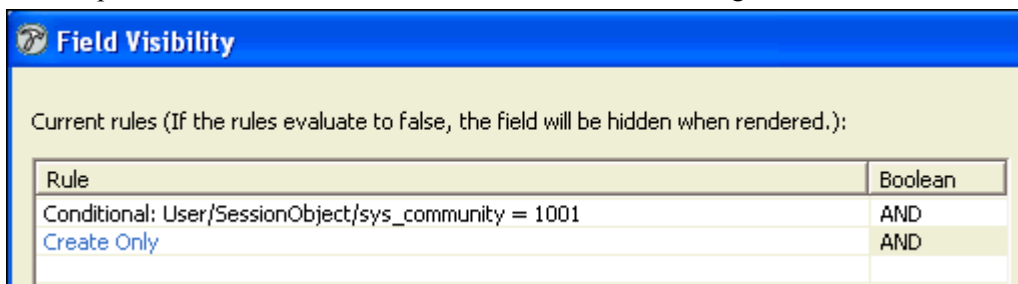 Field Visibility
Current rules (If the rules evaluate to false, the field will be hidden when rendered.):
Rule Boolean
Conditional: User/SessionObject/sys_community = 1001 AND
Create Only AND